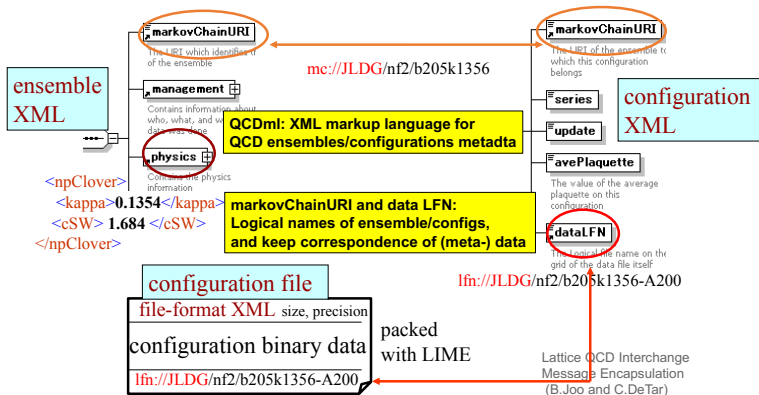 markovChainURI
The URI which identifies
of the ensemble
mc://JLDG/nf2/b205k1356
markovChainURI
The URI of the ensemble to
which this configuration
belongs
ensemble
XML
management
Contains information about
who, what, and
data was done
QCDml: XML markup language for
QCD ensembles/configurations metadta
series
update
configuration
XML
physics
Contains the physics
information
avePlaquette
The value of the average
plaquette on this
configuration
<npClover>
<kappa>0.1354</kappa>
<cSW> 1.684 </cSW>
</npClover>
markovChainURI and data LFN:
Logical names of ensemble/configs,
and keep correspondence of (meta-) data
dataLFN
The Logical file name on the
grid of the data file itself
lfn://JLDG/nf2/b205k1356-A200
configuration file
file-format XML size, precision
configuration binary data
lfn://JLDG/nf2/b205k1356-A200
packed
with LIME
Lattice QCD Interchange
Message Encapsulation
(B.Joo and C.DeTar)